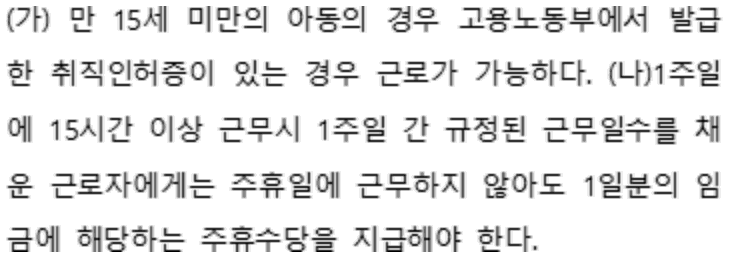 (가) 만 15세 미만의 아동의 경우 고용노동부에서 발급
한 취직인허증이 있는 경우 근로가 가능하다. (나)1주일
에 15시간 이상 근무시 1주일 간 규정된 근무일수를 채
운 근로자에게는 주휴일에 근무하지 않아도 1일분의 임
금에 해당하는 주휴수당을 지급해야 한다.